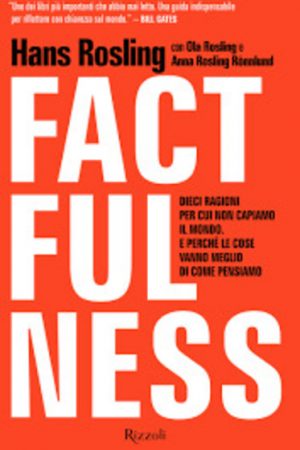 "Uno dei libri più importanti che abbia mai letto. Una guida indispensabile
per riflettere con chiarezza sul mondo." – BILL GATES
Hans Rosling
con Ola Rosling e
Anna Rosling Rönnlund
FACT
FUL
NESS
DIECI RAGIONI
PER CUI NON CAPIAMO
IL MONDO.
E PERCHÉ LE COSE
VANNO MEGLIO
DI COME PENSIAMO
Rizzoli